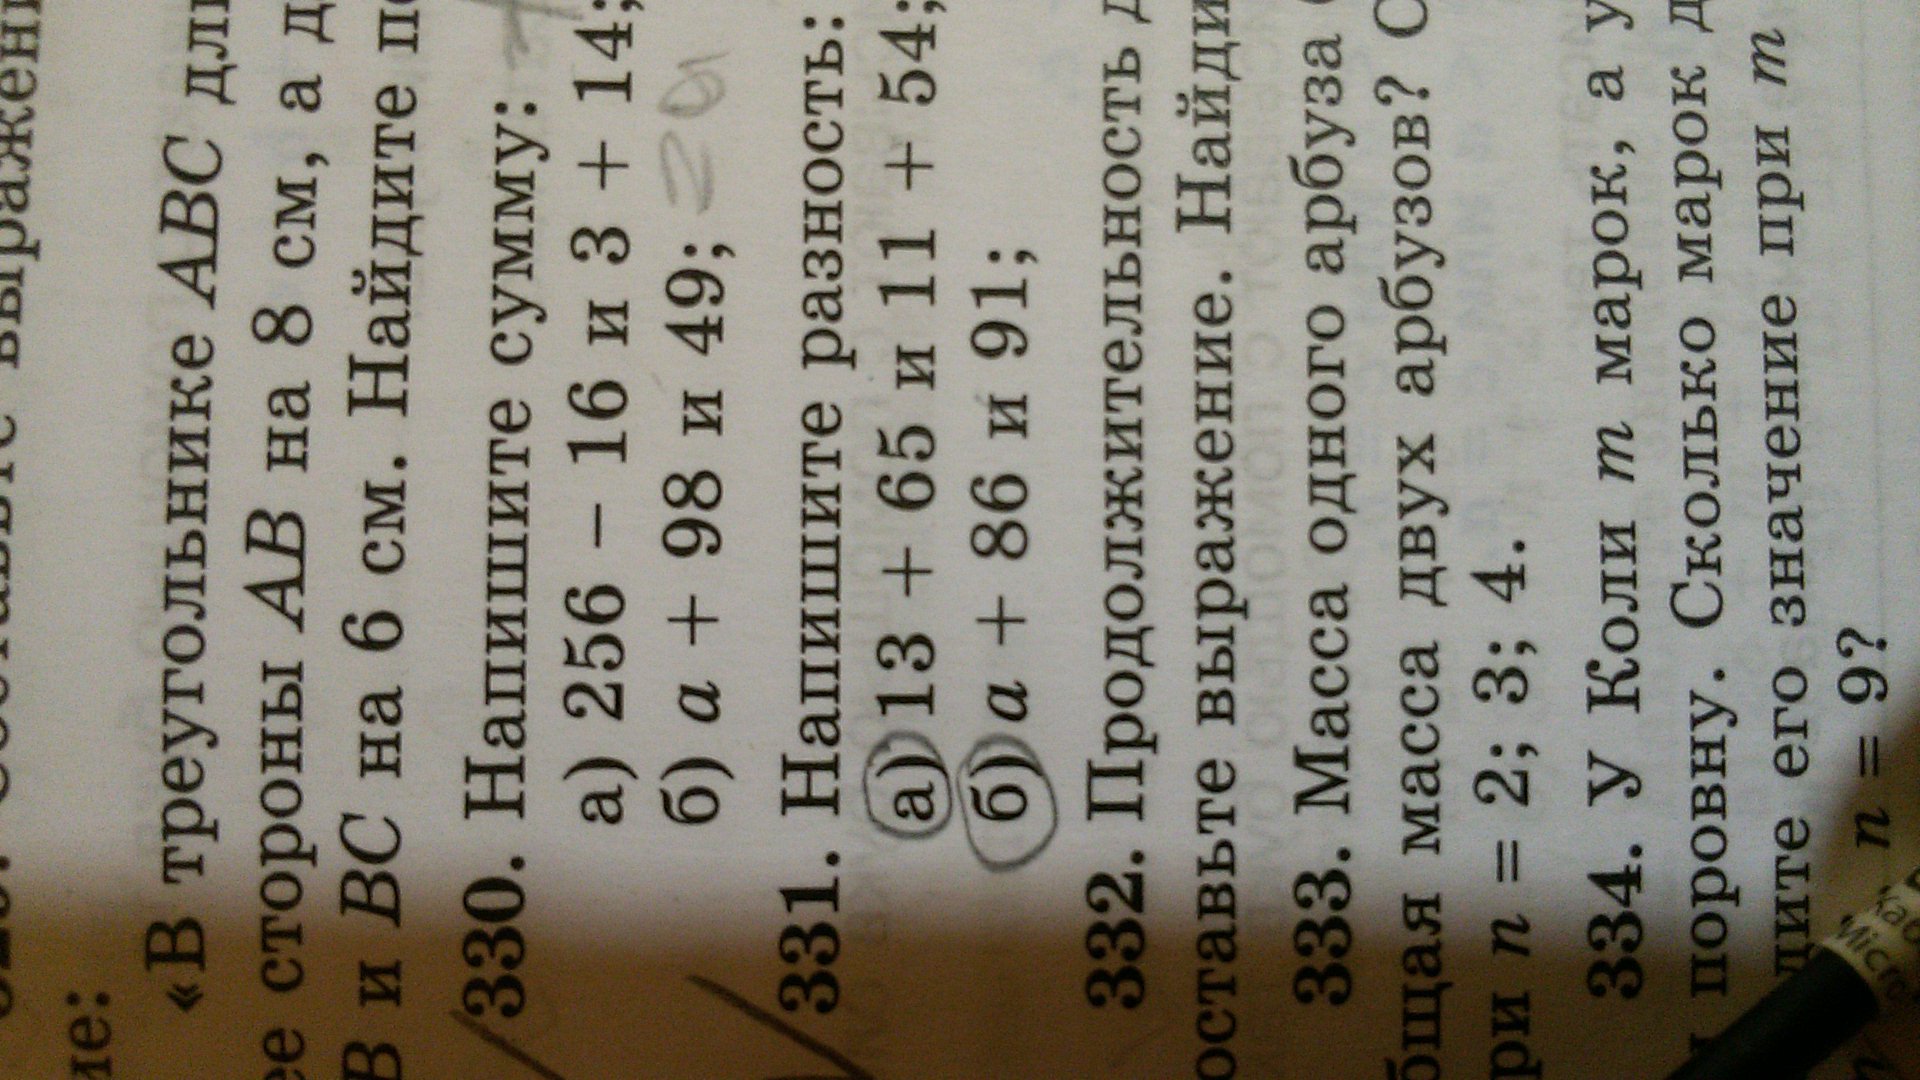 ие:
«В треугольнике ABC
стороны AB на 8 см, а
B и BC на 6 см. Найдите
330. Напишите сумму:
а) 256 − 16 и 3 + 14;
б) a + 98 и 49;
331. Напишите разность:
а) 13 + 65 и 11 + 54;
б) a + 86 и 91;
332. Продолжительность
оставьте выражение. Найди
333. Масса одного арбуза
бщая масса двух арбузов? С
ри n = 2; 3; 4.
334. У Коли m марок, а у
поровну. Сколько марок
дите его значение при m
n = 9?
Micro